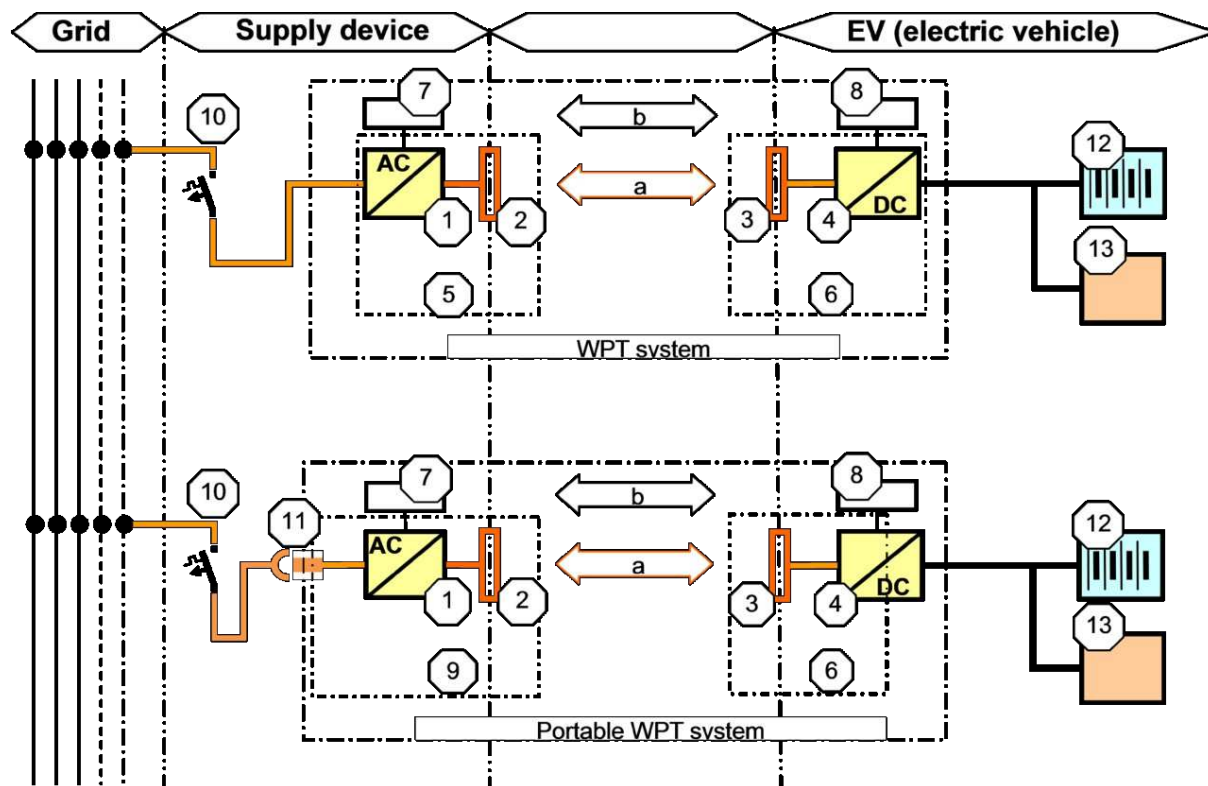 Grid
Supply device
EV (electric vehicle)
10
7
b
8
12
AC
a
1
2
3
4
DC
13
5
6
WPT system
10
7
b
8
11
12
AC
a
1
2
3
4
DC
13
9
6
Portable WPT system